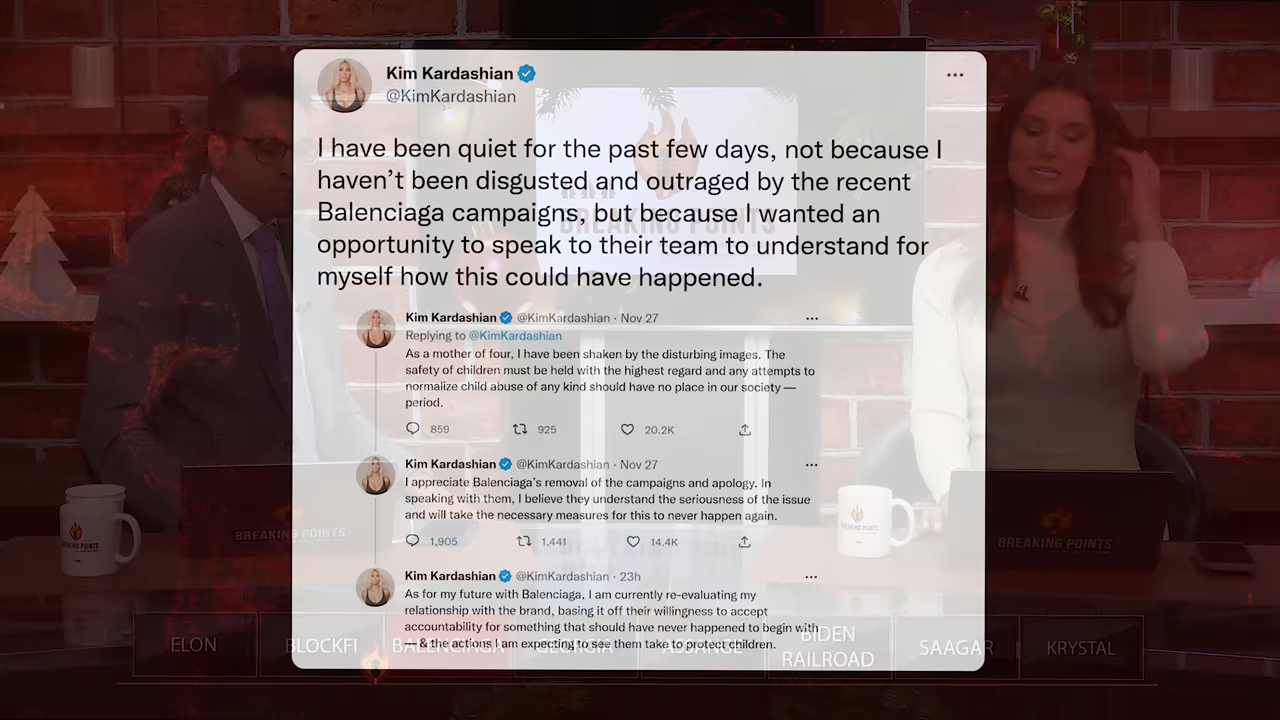 Kim Kardashian
@KimKardashian
I have been quiet for the past few days, not because I
haven’t been disgusted and outraged by the recent
Balenciaga campaigns, but because I wanted an
opportunity to speak to their team to understand for
myself how this could have happened.
BREAKING POINTS
Kim Kardashian @KimKardashian · Nov 27
Replying to @KimKardashian
As a mother of four, I have been shaken by the disturbing images. The
safety of children must be held with the highest regard and any attempts to
normalize child abuse of any kind should have no place in our society —
period.
859 925 20.2K
Kim Kardashian @KimKardashian · Nov 27
I appreciate Balenciaga’s removal of the campaigns and apology. In
speaking with them, I believe they understand the seriousness of the issue
and will take the necessary measures for this to never happen again.
1,905 1,441 14.4K
Kim Kardashian @KimKardashian · 23h
As for my future with Balenciaga, I am currently re-evaluating my
relationship with the brand, basing it off their willingness to accept
accountability for something that should have never happened to begin with
— & the actions I am expecting to see them take to protect children.
BREAKING POINTS
BREAKING POINTS
BREAKING POINTS
BREAKING POINTS
ELON
BLOCKFI
BALENCIAGA
GEORGIA
ASSANGE
BIDEN
RAILROAD
SAAGAR
KRYSTAL